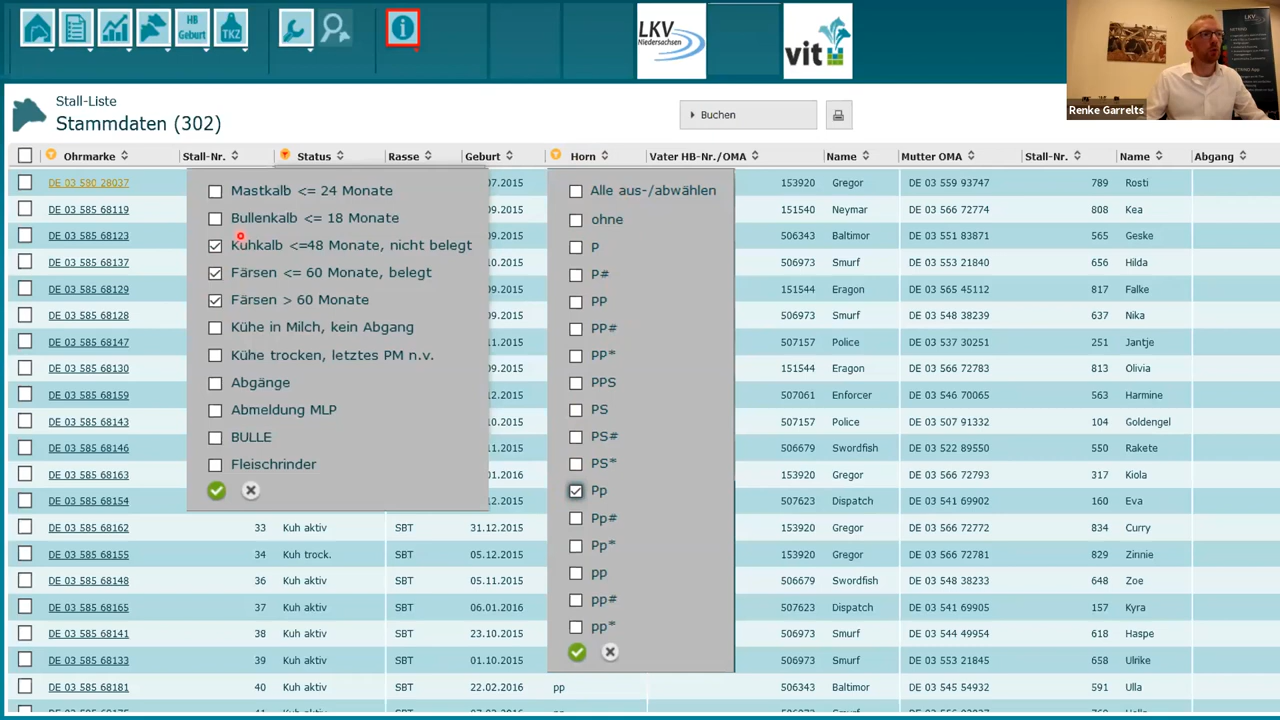 HB
Geburt
TKZ
LKV
Niedersachsen
vit
LKV
Renke Garrelts
Stall-Liste
Stammdaten (302)
Buchen
Ohrmarke Stall-Nr. Status Rasse Geburt Horn Vater HB-Nr./OMA Name Mutter OMA Stall-Nr. Name Abgang
DE 03 580 28037 07.2015 153920 Gregor DE 03 559 93747 789 Rosti
DE 03 585 68119 09.2015 151540 Neymar DE 03 566 72774 808 Kea
DE 03 585 68123 09.2015 506343 Baltimor DE 03 551 83871 565 Geske
DE 03 585 68137 10.2015 506973 Smurf DE 03 553 21840 656 Hilda
DE 03 585 68129 09.2015 151544 Eragon DE 03 565 45112 817 Falke
DE 03 585 68128 09.2015 506973 Smurf DE 03 548 38239 637 Nika
DE 03 585 68147 11.2015 507157 Police DE 03 537 30251 251 Jantje
DE 03 585 68130 09.2015 151544 Eragon DE 03 566 72783 813 Olivia
DE 03 585 68159 12.2015 507061 Enforcer DE 03 546 70065 563 Harmine
DE 03 585 68143 10.2015 507157 Police DE 03 507 91332 104 Goldengel
DE 03 585 68146 11.2015 506679 Swordfish DE 03 522 89550 550 Rakete
DE 03 585 68163 01.2016 153920 Gregor DE 03 566 72793 317 Kiola
DE 03 585 68154 12.2015 507623 Dispatch DE 03 541 69902 160 Eva
DE 03 585 68162 33 Kuh aktiv SBT 31.12.2015 153920 Gregor DE 03 566 72772 834 Curry
DE 03 585 68155 34 Kuh trock. SBT 05.12.2015 153920 Gregor DE 03 566 72781 829 Zinnie
DE 03 585 68148 36 Kuh aktiv SBT 05.11.2015 506679 Swordfish DE 03 548 38233 648 Zoe
DE 03 585 68165 37 Kuh aktiv SBT 06.01.2016 507623 Dispatch DE 03 541 69905 157 Kyra
DE 03 585 68141 38 Kuh aktiv SBT 23.10.2015 506973 Smurf DE 03 544 49954 618 Haspe
DE 03 585 68133 39 Kuh aktiv SBT 01.10.2015 506973 Smurf DE 03 553 21845 658 Ulrike
DE 03 585 68181 40 Kuh aktiv SBT 22.02.2016 pp 506343 Baltimor DE 03 545 54932 591 Ulla
Mastkalb <= 24 Monate
Bullenkalb <= 18 Monate
Kuhkalb <=48 Monate, nicht belegt
Färsen <= 60 Monate, belegt
Färsen > 60 Monate
Kühe in Milch, kein Abgang
Kühe trocken, letztes PM n.v.
Abgänge
Abmeldung MLP
BULLE
Fleischrinder
Alle aus-/abwählen
ohne
P
P#
PP
PP#
PP*
PPS
PS
PS#
PS*
Pp
Pp#
Pp*
pp
pp#
pp*